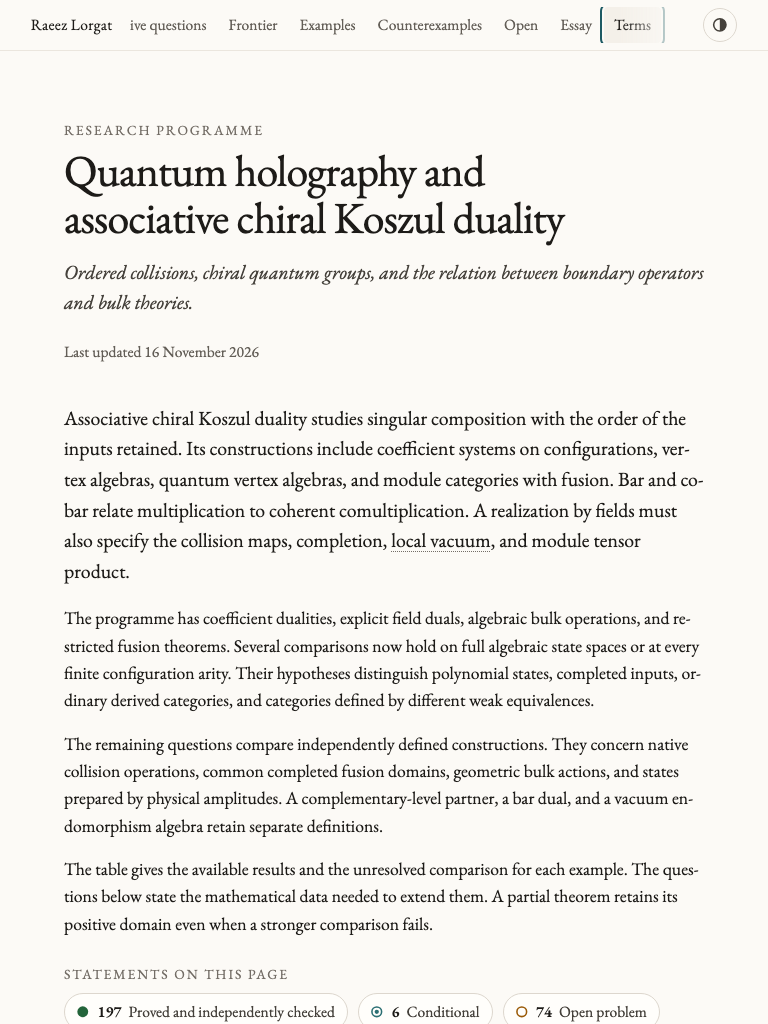 Raeez Lorgat ive questions Frontier Examples Counterexamples Open Essay Terms
RESEARCH PROGRAMME
Quantum holography and
associative chiral Koszul duality
Ordered collisions, chiral quantum groups, and the relation between boundary operators
and bulk theories.
Last updated 16 November 2026
Associative chiral Koszul duality studies singular composition with the order of the
inputs retained. Its constructions include coefficient systems on configurations, ver-
tex algebras, quantum vertex algebras, and module categories with fusion. Bar and co-
bar relate multiplication to coherent comultiplication. A realization by fields must
also specify the collision maps, completion, local vacuum, and module tensor
product.
The programme has coefficient dualities, explicit field duals, algebraic bulk operations, and re-
stricted fusion theorems. Several comparisons now hold on full algebraic state spaces or at every
finite configuration arity. Their hypotheses distinguish polynomial states, completed inputs, or-
dinary derived categories, and categories defined by different weak equivalences.
The remaining questions compare independently defined constructions. They concern native
collision operations, common completed fusion domains, geometric bulk actions, and states
prepared by physical amplitudes. A complementary-level partner, a bar dual, and a vacuum en-
domorphism algebra retain separate definitions.
The table gives the available results and the unresolved comparison for each example. The ques-
tions below state the mathematical data needed to extend them. A partial theorem retains its
positive domain even when a stronger comparison fails.
STATEMENTS ON THIS PAGE
197 Proved and independently checked 6 Conditional 74 Open problem